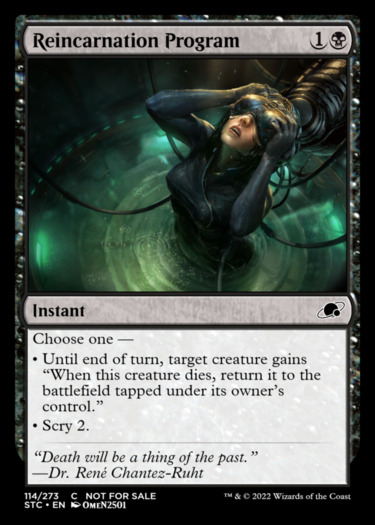 Reincarnation Program 1
Instant
Choose one —
• Until end of turn, target creature gains
“When this creature dies, return it to the
battlefield tapped under its owner’s
control.”
• Scry 2.
“Death will be a thing of the past.”
—Dr. René Chantez-Ruht
114/273 C NOT FOR SALE
STC • EN OMEN2501
™ & © 2022 Wizards of the Coast